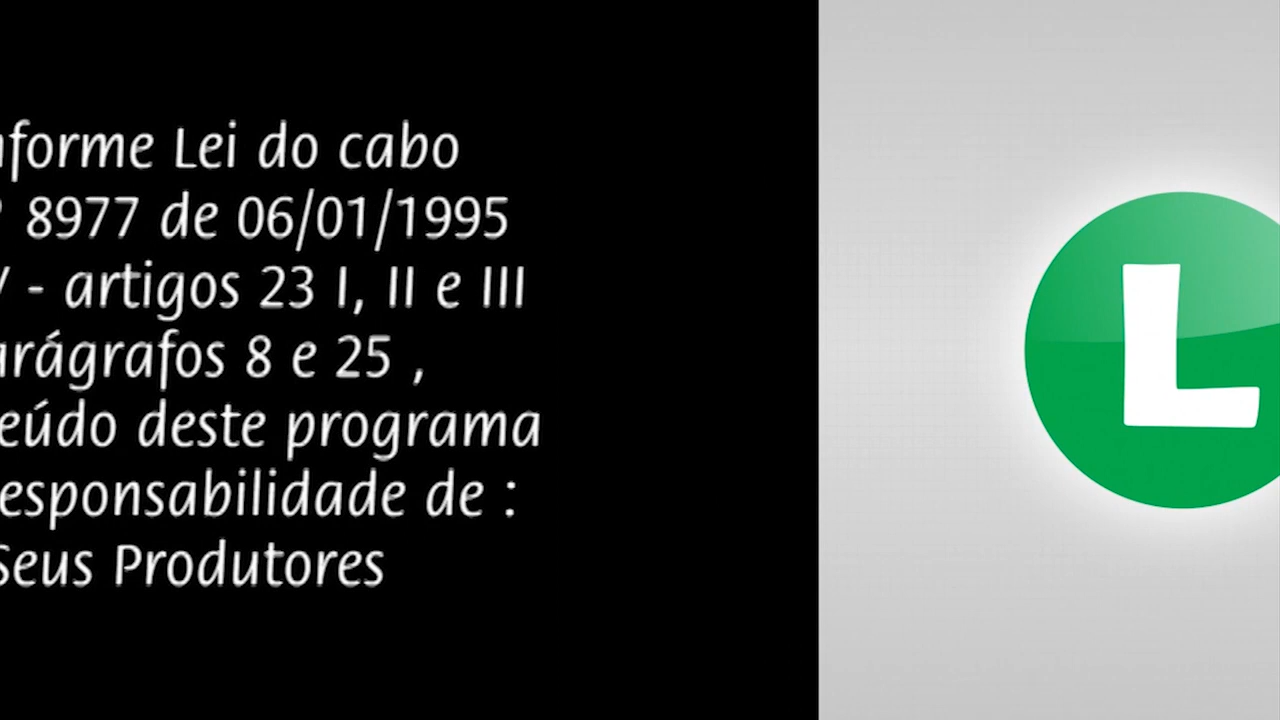 nforme Lei do cabo
8977 de 06/01/1995
- artigos 23 I, II e III
arágrafos 8 e 25 ,
eúdo deste programa
esponsabilidade de :
Seus Produtores
L